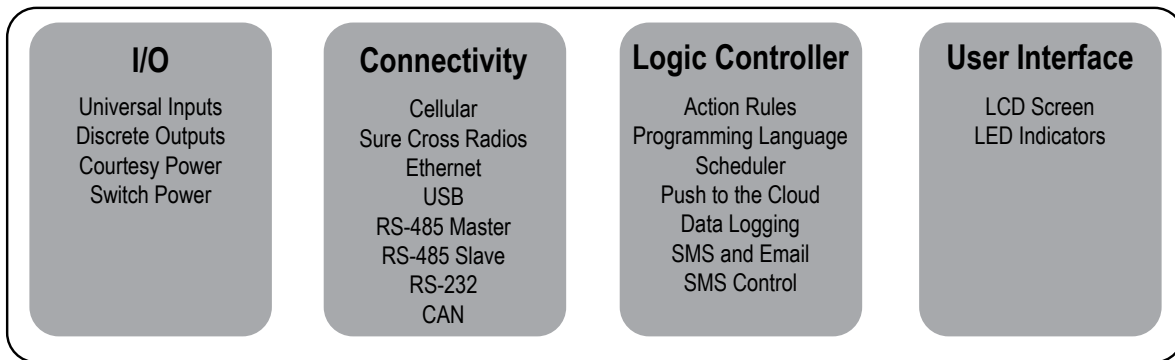 I/O
Universal Inputs
Discrete Outputs
Courtesy Power
Switch Power
Connectivity
Cellular
Sure Cross Radios
Ethernet
USB
RS-485 Master
RS-485 Slave
RS-232
CAN
Logic Controller
Action Rules
Programming Language
Scheduler
Push to the Cloud
Data Logging
SMS and Email
SMS Control
User Interface
LCD Screen
LED Indicators